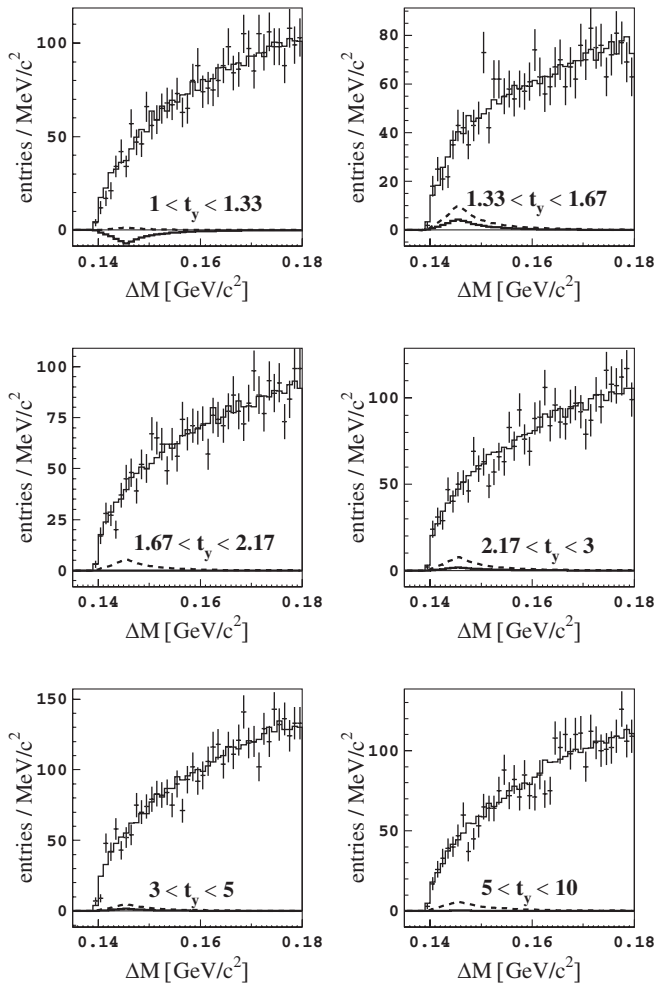 entries / MeV/c²
100
50
0
1 < t_y < 1.33
0.14 0.16 0.18
ΔM [GeV/c²]
entries / MeV/c²
80
60
40
20
0
1.33 < t_y < 1.67
0.14 0.16 0.18
ΔM [GeV/c²]
entries / MeV/c²
100
75
50
25
0
1.67 < t_y < 2.17
0.14 0.16 0.18
ΔM [GeV/c²]
entries / MeV/c²
100
50
0
2.17 < t_y < 3
0.14 0.16 0.18
ΔM [GeV/c²]
entries / MeV/c²
150
100
50
0
3 < t_y < 5
0.14 0.16 0.18
ΔM [GeV/c²]
entries / MeV/c²
100
50
0
5 < t_y < 10
0.14 0.16 0.18
ΔM [GeV/c²]